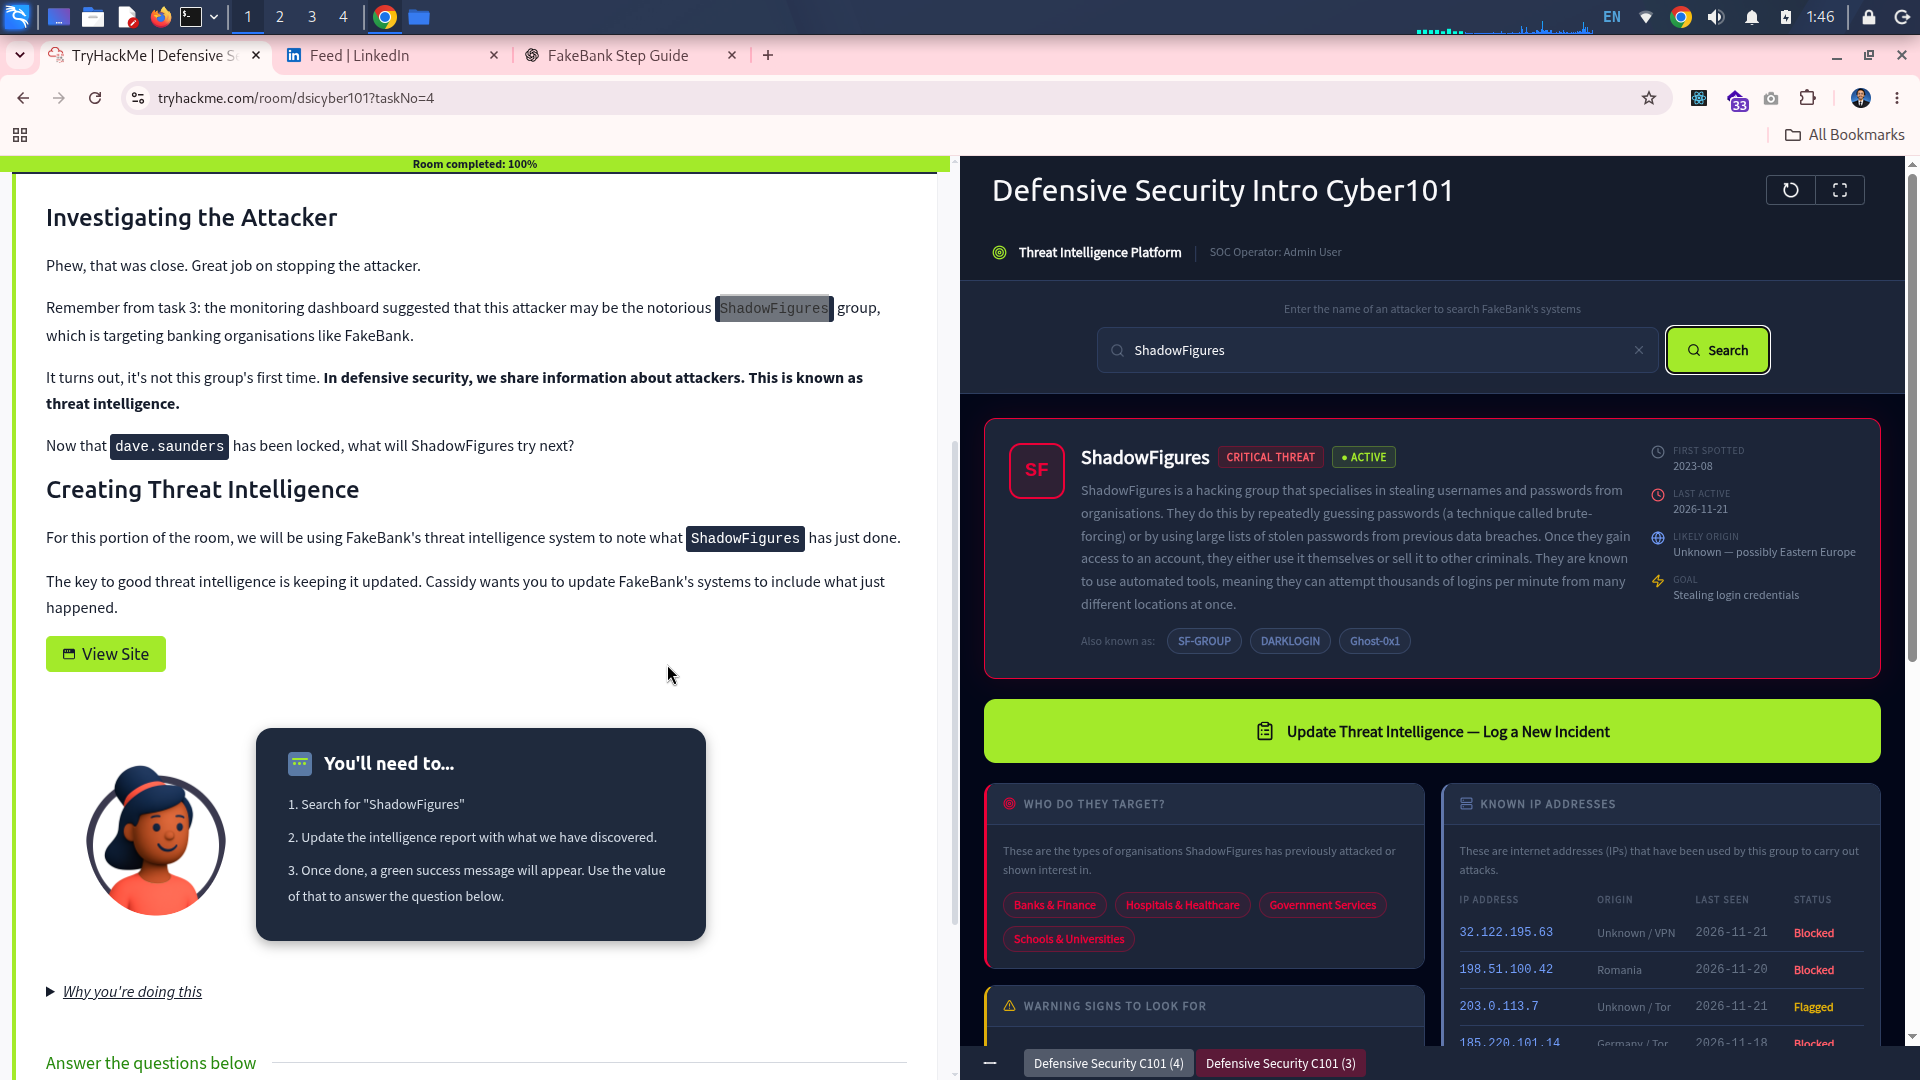 1 2 3 4 EN 1:46
TryHackMe | Defensive Se
Feed | LinkedIn
FakeBank Step Guide
tryhackme.com/room/dsicyber101?taskNo=4
33
All Bookmarks
Room completed: 100%
Investigating the Attacker
Phew, that was close. Great job on stopping the attacker.
Remember from task 3: the monitoring dashboard suggested that this attacker may be the notorious ShadowFigures group,
which is targeting banking organisations like FakeBank.
It turns out, it's not this group's first time. In defensive security, we share information about attackers. This is known as
threat intelligence.
Now that dave.saunders has been locked, what will ShadowFigures try next?
Creating Threat Intelligence
For this portion of the room, we will be using FakeBank's threat intelligence system to note what ShadowFigures has just done.
The key to good threat intelligence is keeping it updated. Cassidy wants you to update FakeBank's systems to include what just
happened.
View Site
You'll need to...
1. Search for "ShadowFigures"
2. Update the intelligence report with what we have discovered.
3. Once done, a green success message will appear. Use the value
of that to answer the question below.
Why you're doing this
Answer the questions below
Defensive Security Intro Cyber101
Threat Intelligence Platform
SOC Operator: Admin User
Enter the name of an attacker to search FakeBank's systems
ShadowFigures
Search
SF
ShadowFigures CRITICAL THREAT ACTIVE
ShadowFigures is a hacking group that specialises in stealing usernames and passwords from
organisations. They do this by repeatedly guessing passwords (a technique called brute-
forcing) or by using large lists of stolen passwords from previous data breaches. Once they gain
access to an account, they either use it themselves or sell it to other criminals. They are known
to use automated tools, meaning they can attempt thousands of logins per minute from many
different locations at once.
Also known as: SF-GROUP DARKLOGIN Ghost-0x1
FIRST SPOTTED
2023-08
LAST ACTIVE
2026-11-21
LIKELY ORIGIN
Unknown — possibly Eastern Europe
GOAL
Stealing login credentials
Update Threat Intelligence — Log a New Incident
WHO DO THEY TARGET?
These are the types of organisations ShadowFigures has previously attacked or
shown interest in.
Banks & Finance Hospitals & Healthcare Government Services
Schools & Universities
WARNING SIGNS TO LOOK FOR
KNOWN IP ADDRESSES
These are internet addresses (IPs) that have been used by this group to carry out
attacks.
IP ADDRESS ORIGIN LAST SEEN STATUS
32.122.195.63 Unknown / VPN 2026-11-21 Blocked
198.51.100.42 Romania 2026-11-20 Blocked
203.0.113.7 Unknown / Tor 2026-11-21 Flagged
185.220.101.14 Germany / Tor 2026-11-18 Blocked
Defensive Security C101 (4)
Defensive Security C101 (3)